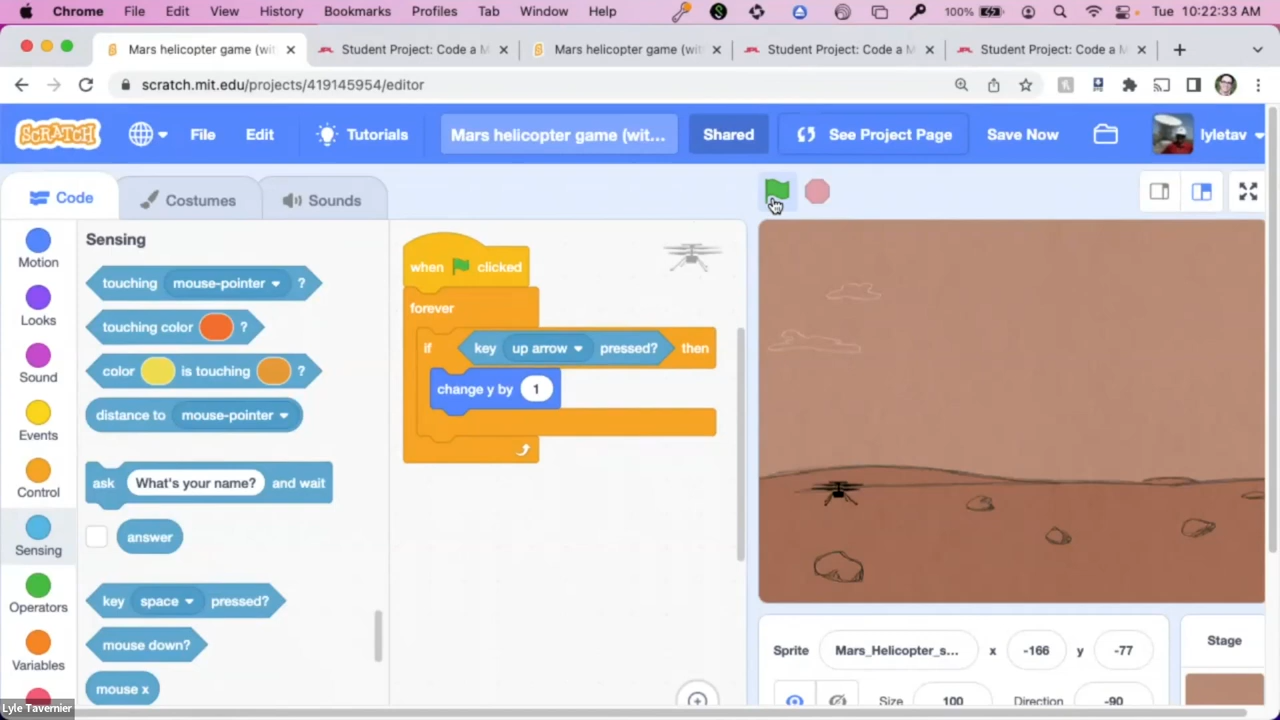 Chrome File Edit View History Bookmarks Profiles Tab Window Help 100% Tue 10:22:33 AM
Mars helicopter game (wit Student Project: Code a M Mars helicopter game (wit Student Project: Code a M Student Project: Code a M
scratch.mit.edu/projects/419145954/editor
SCRATCH File Edit Tutorials Mars helicopter game (wit... Shared See Project Page Save Now lyletav
Code Costumes Sounds
Motion
Looks
Sound
Events
Control
Sensing
Operators
Variables
Sensing
touching mouse-pointer ?
touching color ?
color is touching ?
distance to mouse-pointer
ask What's your name? and wait
answer
key space pressed?
mouse down?
mouse x
when clicked
forever
if key up arrow pressed? then
change y by 1
Sprite Mars_Helicopter_s... x -166 y -77
Size 100 Direction -90
Stage
Lyle Tavernier